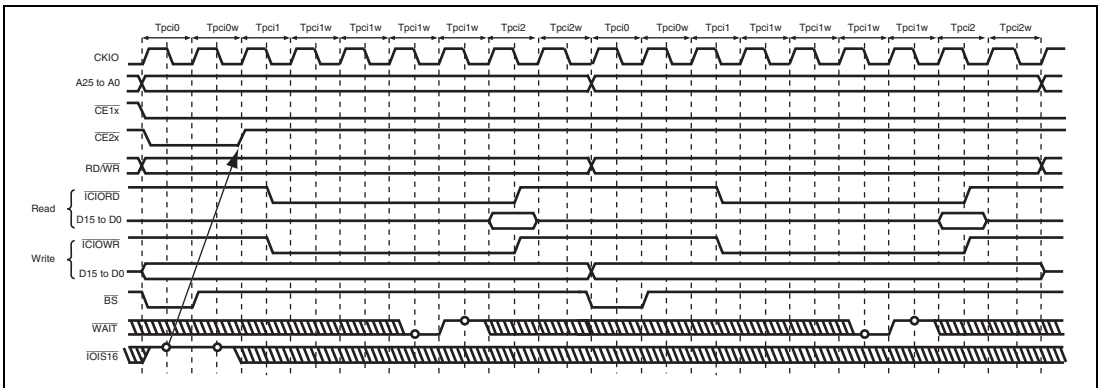 Tpci0 Tpci0w Tpci1 Tpci1w Tpci1w Tpci1w Tpci1w Tpci2 Tpci2w Tpci0 Tpci0w Tpci1 Tpci1w Tpci1w Tpci1w Tpci1w Tpci2 Tpci2w
CKIO
A25 to A0
CE1x
CE2x
RD/WR
ICIORD
Read
D15 to D0
ICIOWR
Write
D15 to D0
BS
WAIT
IOIS16